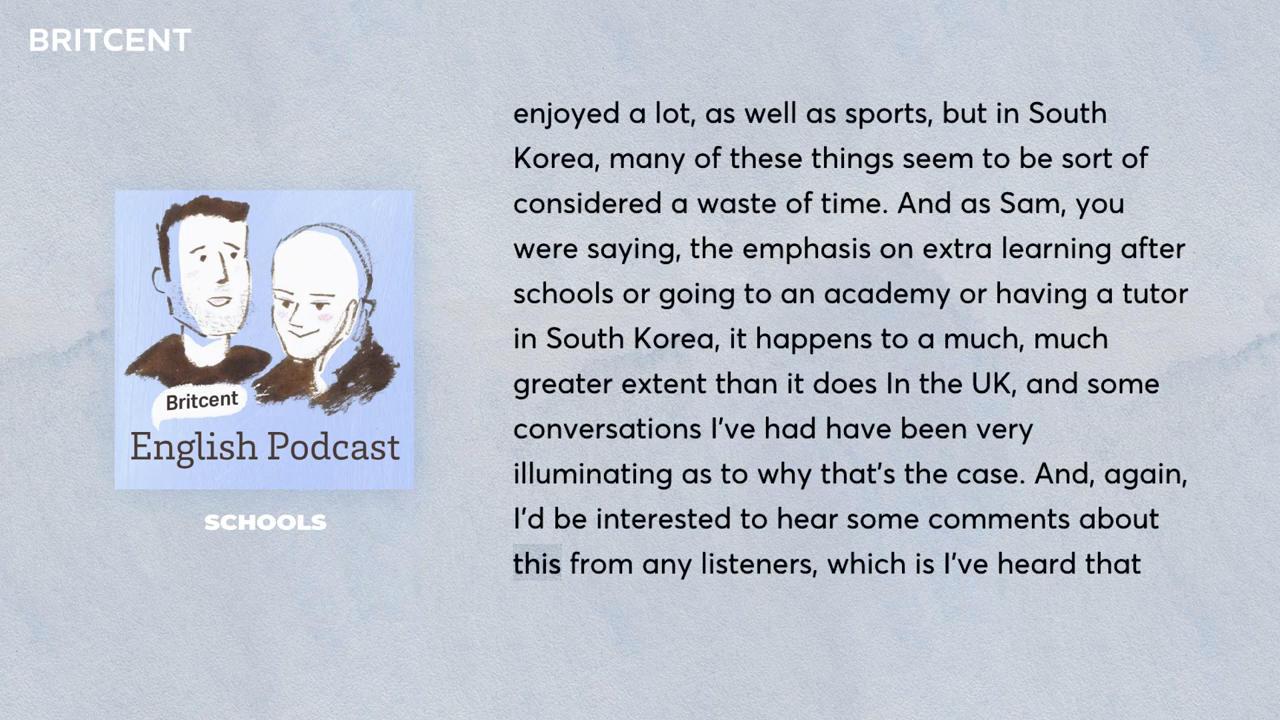 BRITCENT
Britcent
English Podcast
SCHOOLS
enjoyed a lot, as well as sports, but in South
Korea, many of these things seem to be sort of
considered a waste of time. And as Sam, you
were saying, the emphasis on extra learning after
schools or going to an academy or having a tutor
in South Korea, it happens to a much, much
greater extent than it does In the UK, and some
conversations I've had have been very
illuminating as to why that's the case. And, again,
I'd be interested to hear some comments about
this from any listeners, which is I've heard that